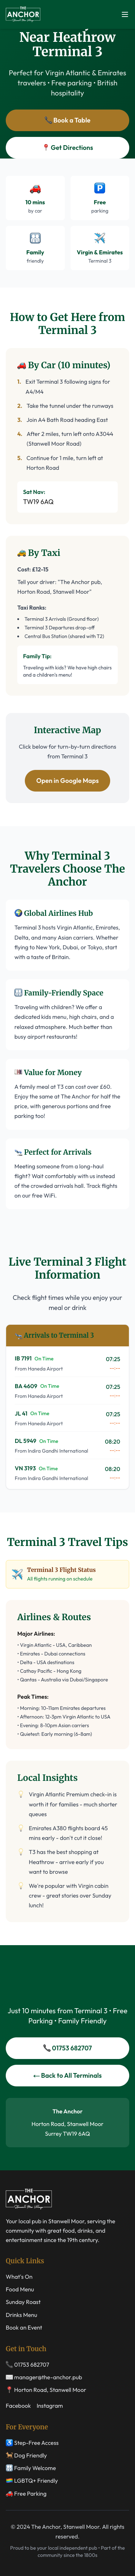 THE
ANCHOR
Near Heathrow
Terminal 3
Perfect for Virgin Atlantic & Emirates
travelers • Free parking • British
hospitality
📞 Book a Table
📍 Get Directions
10 mins
by car
Free
parking
Family
friendly
Virgin & Emirates
Terminal 3
How to Get Here from
Terminal 3
🚗 By Car (10 minutes)
1. Exit Terminal 3 following signs for
A4/M4
2. Take the tunnel under the runways
3. Join A4 Bath Road heading East
4. After 2 miles, turn left onto A3044
(Stanwell Moor Road)
5. Continue for 1 mile, turn left at
Horton Road
Sat Nav:
TW19 6AQ
🚕 By Taxi
Cost: £12-15
Tell your driver: "The Anchor pub,
Horton Road, Stanwell Moor"
Taxi Ranks:
• Terminal 3 Arrivals (Ground floor)
• Terminal 3 Departures drop-off
• Central Bus Station (shared with T2)
Family Tip:
Traveling with kids? We have high chairs
and a children's menu!
Interactive Map
Click below for turn-by-turn directions
from Terminal 3
Open in Google Maps
Why Terminal 3
Travelers Choose The
Anchor
🌍 Global Airlines Hub
Terminal 3 hosts Virgin Atlantic, Emirates,
Delta, and many Asian carriers. Whether
flying to New York, Dubai, or Tokyo, start
with a taste of Britain.
Family-Friendly Space
Traveling with children? We offer a
dedicated kids menu, high chairs, and a
relaxed atmosphere. Much better than
busy airport restaurants!
Value for Money
A family meal at T3 can cost over £60.
Enjoy the same at The Anchor for half the
price, with generous portions and free
parking too!
Perfect for Arrivals
Meeting someone from a long-haul
flight? Wait comfortably with us instead
of the crowded arrivals hall. Track flights
on our free WiFi.
Live Terminal 3 Flight
Information
Check flight times while you enjoy your
meal or drink
Arrivals to Terminal 3
IB 7191 On Time 07:25
From Haneda Airport
BA 4609 On Time 07:25
From Haneda Airport
JL 41 On Time 07:25
From Haneda Airport
DL 5949 On Time 08:20
From Indira Gandhi International
VN 3193 On Time 08:20
From Indira Gandhi International
Terminal 3 Travel Tips
Terminal 3 Flight Status
All flights running on schedule
Airlines & Routes
Major Airlines:
• Virgin Atlantic - USA, Caribbean
• Emirates - Dubai connections
• Delta - USA destinations
• Cathay Pacific - Hong Kong
• Qantas - Australia via Dubai/Singapore
Peak Times:
• Morning: 10-11am Emirates departures
• Afternoon: 12-3pm Virgin Atlantic to USA
• Evening: 8-10pm Asian carriers
• Quietest: Early morning (6-8am)
Local Insights
Virgin Atlantic Premium check-in is
worth it for families - much shorter
queues
Emirates A380 flights board 45
mins early - don't cut it close!
T3 has the best shopping at
Heathrow - arrive early if you
want to browse
We're popular with Virgin cabin
crew - great stories over Sunday
lunch!
Just 10 minutes from Terminal 3 • Free
Parking • Family Friendly
📞 01753 682707
← Back to All Terminals
The Anchor
Horton Road, Stanwell Moor
Surrey TW19 6AQ
THE
ANCHOR
Your local pub in Stanwell Moor, serving the
community with great food, drinks, and
entertainment since the 19th century.
Quick Links
What's On
Food Menu
Sunday Roast
Drinks Menu
Book an Event
Get in Touch
📞 01753 682707
✉️ manager@the-anchor.pub
📍 Horton Road, Stanwell Moor
Facebook Instagram
For Everyone
♿ Step-Free Access
🐕 Dog Friendly
Family Welcome
🏳️‍🌈 LGBTQ+ Friendly
🚗 Free Parking
© 2024 The Anchor, Stanwell Moor. All rights
reserved.
Proud to be your local independent pub • Part of the
community since the 1800s